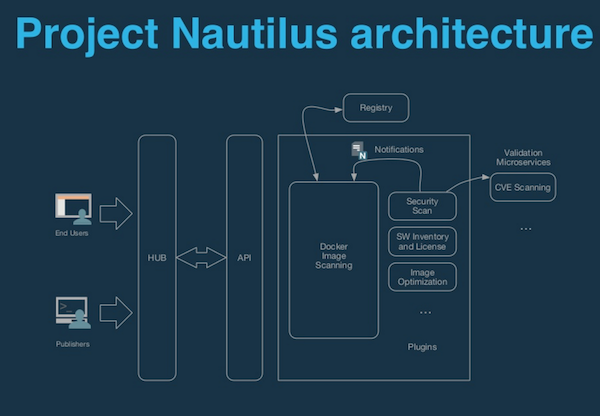 Project Nautilus architecture
Registry
Notifications
N
Validation
Microservices
CVE Scanning
...
End Users
Publishers
>_
HUB
API
Docker
Image
Scanning
Security
Scan
SW Inventory
and License
Image
Optimization
...
Plugins